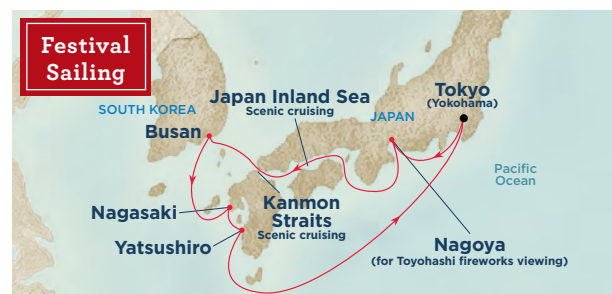 Festival
Sailing
SOUTH KOREA
Busan
Japan Inland Sea
Scenic cruising
JAPAN
Tokyo
(Yokohama)
Pacific
Ocean
Nagasaki
Kanmon
Straits
Scenic cruising
Yatsushiro
Nagoya
(for Toyohashi fireworks viewing)